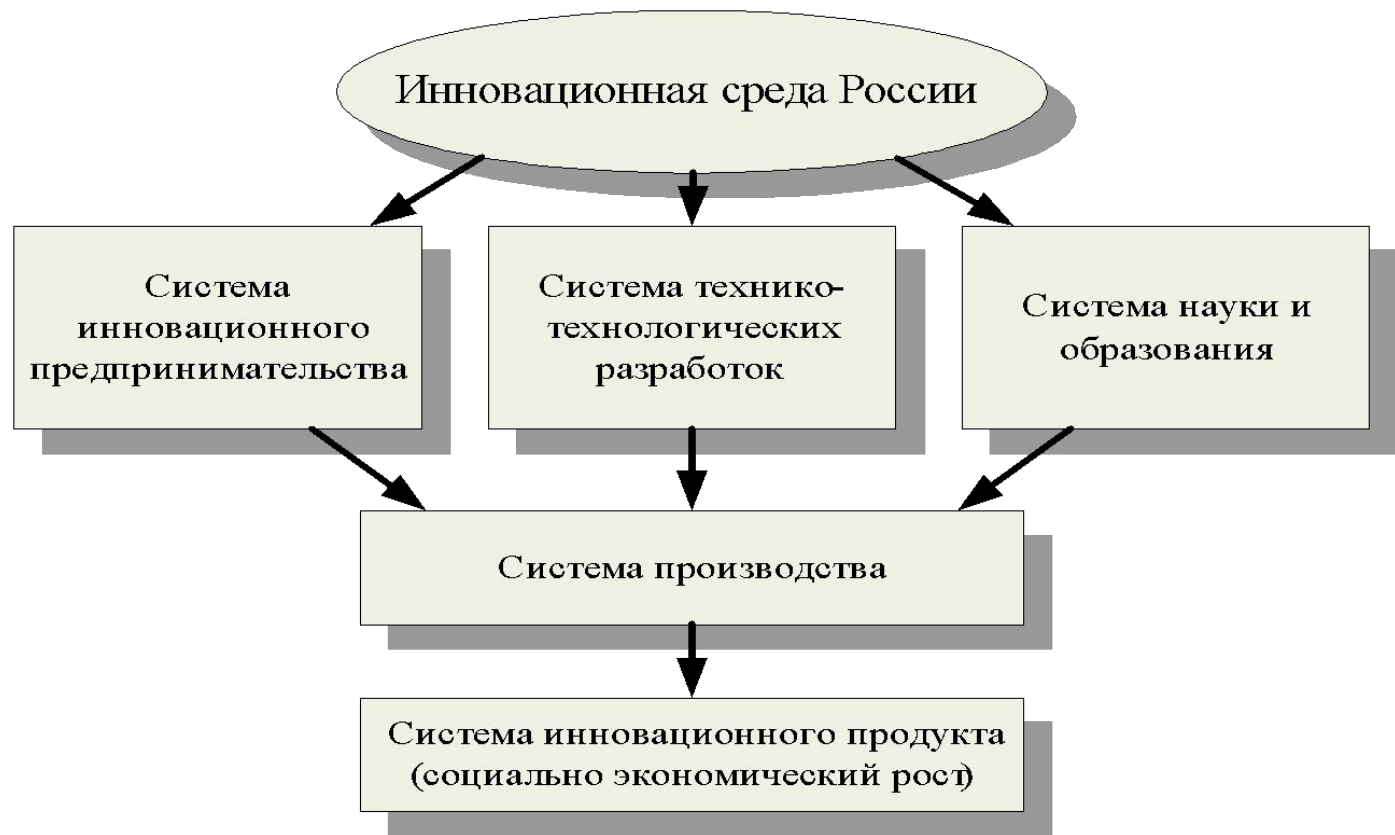 Инновационная среда России
Система
инновационного
предпринимательства
Система технико-
технологических
разработок
Система науки и
образования
Система производства
Система инновационного продукта
(социально экономический рост)